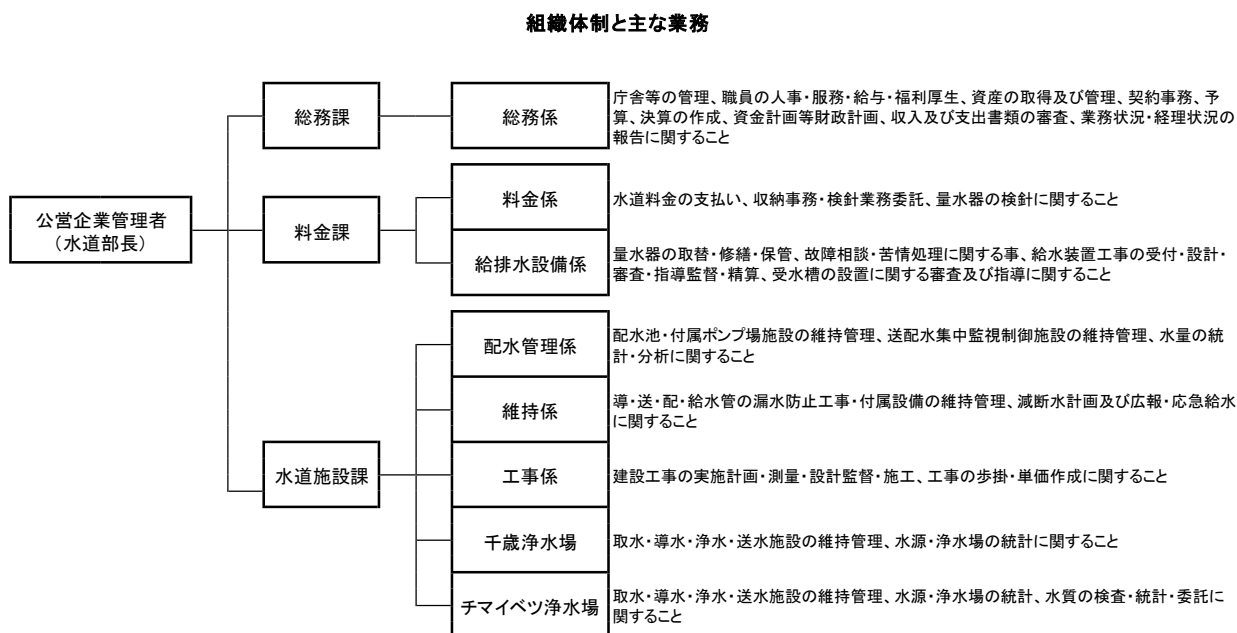 組織体制と主な業務
公営企業管理者
（水道部長）
総務課
総務係
庁舎等の管理、職員の人事・服務・給与・福利厚生、資産の取得及び管理、契約事務、予
算、決算の作成、資金計画等財政計画、収入及び支出書類の審査、業務状況・経理状況の
報告に関すること
料金課
料金係
水道料金の支払い、収納事務・検針業務委託、量水器の検針に関すること
給排水設備係
量水器の取替・修繕・保管、故障相談・苦情処理に関する事、給水装置工事の受付・設計・
審査・指導監督・精算、受水槽の設置に関する審査及び指導に関すること
水道施設課
配水管理係
配水池・付属ポンプ場施設の維持管理、送配水集中監視制御施設の維持管理、水量の統
計・分析に関すること
維持係
導・送・配・給水管の漏水防止工事・付属設備の維持管理、減断水計画及び広報・応急給水
に関すること
工事係
建設工事の実施計画・測量・設計監督・施工、工事の歩掛・単価作成に関すること
千歳浄水場
取水・導水・浄水・送水施設の維持管理、水源・浄水場の統計に関すること
チマイベツ浄水場
取水・導水・浄水・送水施設の維持管理、水源・浄水場の統計、水質の検査・統計・委託に
関すること